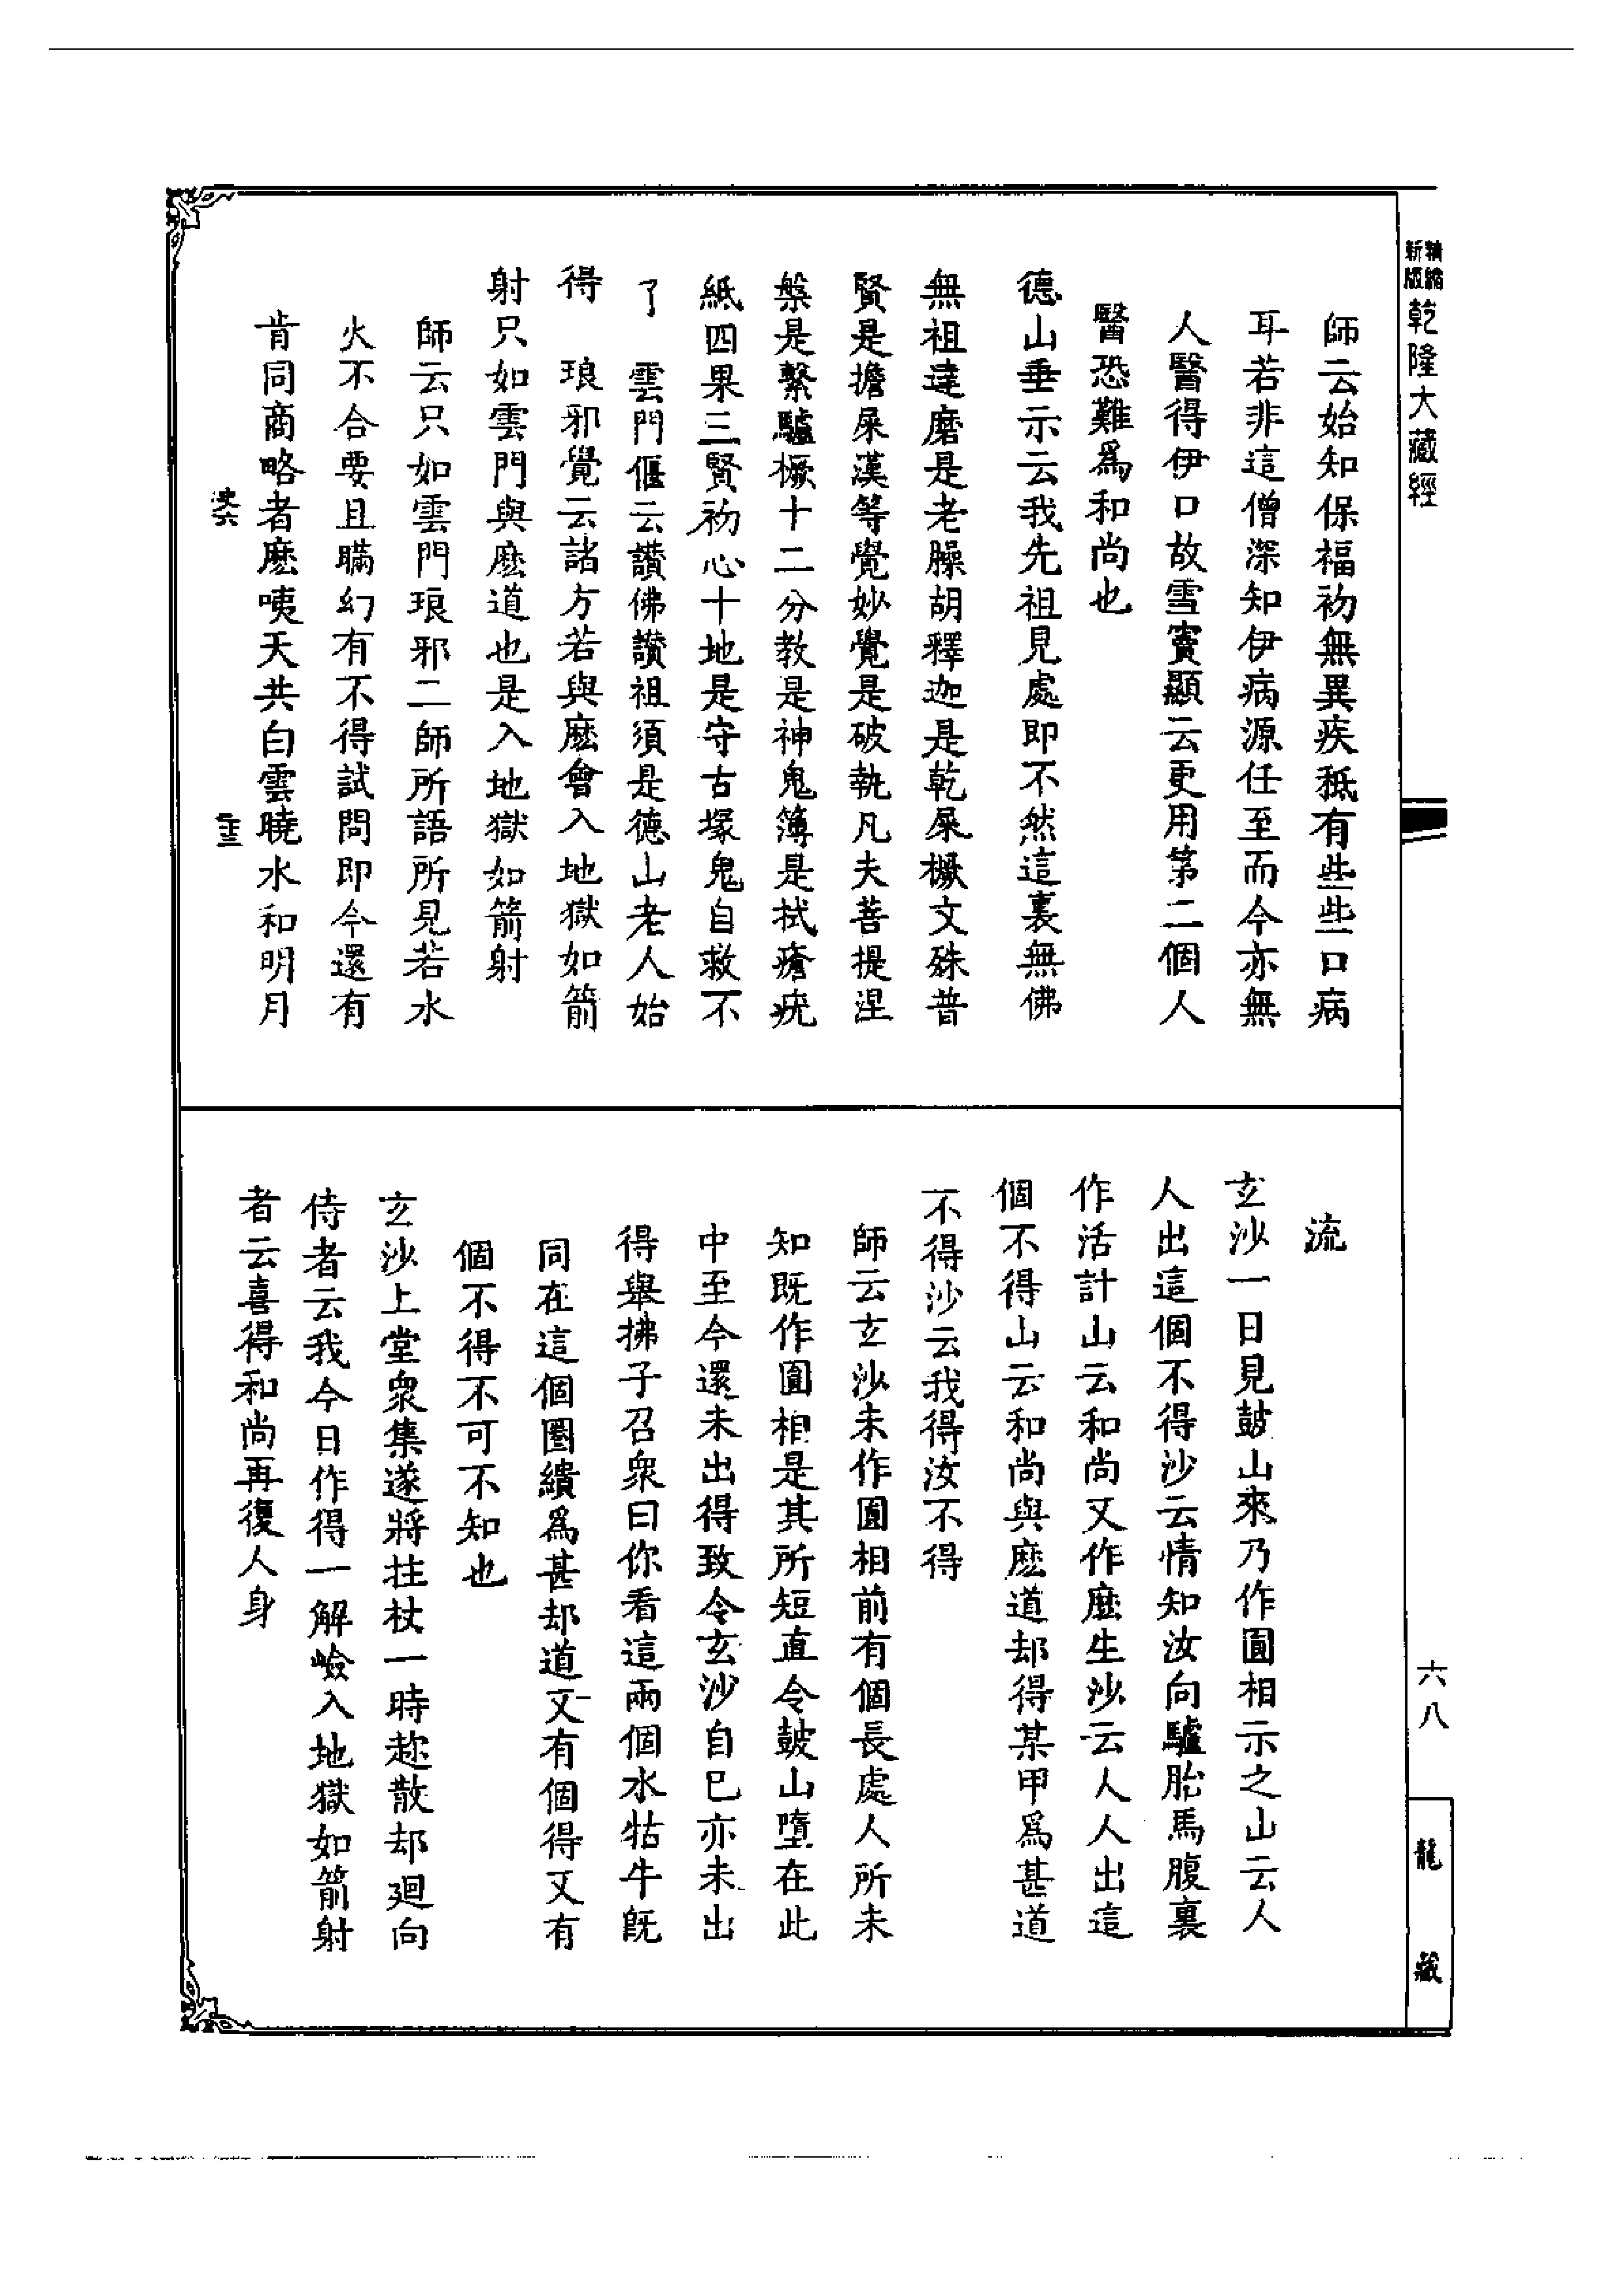 精縮
新版
乾隆大藏經
師云始知保福初無異疾秪有些些口病
耳若非這僧深知伊病源任至而今亦無
人醫得伊口故雪竇顯云更用第二個人
醫恐難爲和尚也
德山垂示云我先祖見處即不然這裏無佛
無祖達磨是老臊胡釋迦是乾屎橛文殊普
賢是擔屎漢等覺妙覺是破執凡夫菩提涅
槃是繫驢橛十二分教是神鬼簿是拭瘡疣
紙四果三賢初心十地是守古塚鬼自救不
了 雲門偃云讚佛讚祖須是德山老人始
得 琅邪覺云諸方若與麽會入地獄如箭
射只如雲門與麽道也是入地獄如箭射
師云只如雲門琅邪二師所語所見若水
火不合要且瞞幻有不得試問即今還有
肯同商略者麽咦天共白雲曉水和明月
流
玄沙一日見鼓山來乃作圓相示之山云人
人出這個不得沙云情知汝向驢胎馬腹裏
作活計山云和尚又作麽生沙云人人出這
個不得山云和尚與麽道却得某甲爲甚道
不得沙云我得汝不得
師云玄沙未作圓相前有個長處人所未
知既作圓相是其所短直令鼓山墮在此
中至今還未出得致令玄沙自已亦未出
得舉拂子召衆曰你看這兩個水牯牛旣
同在這個圈繢爲甚却道又有個得又有
個不得不可不知也
玄沙上堂衆集遂將拄杖一時趂散却廻向
侍者云我今日作得一解嶮入地獄如箭射
者云喜得和尚再復人身
六八
龍藏